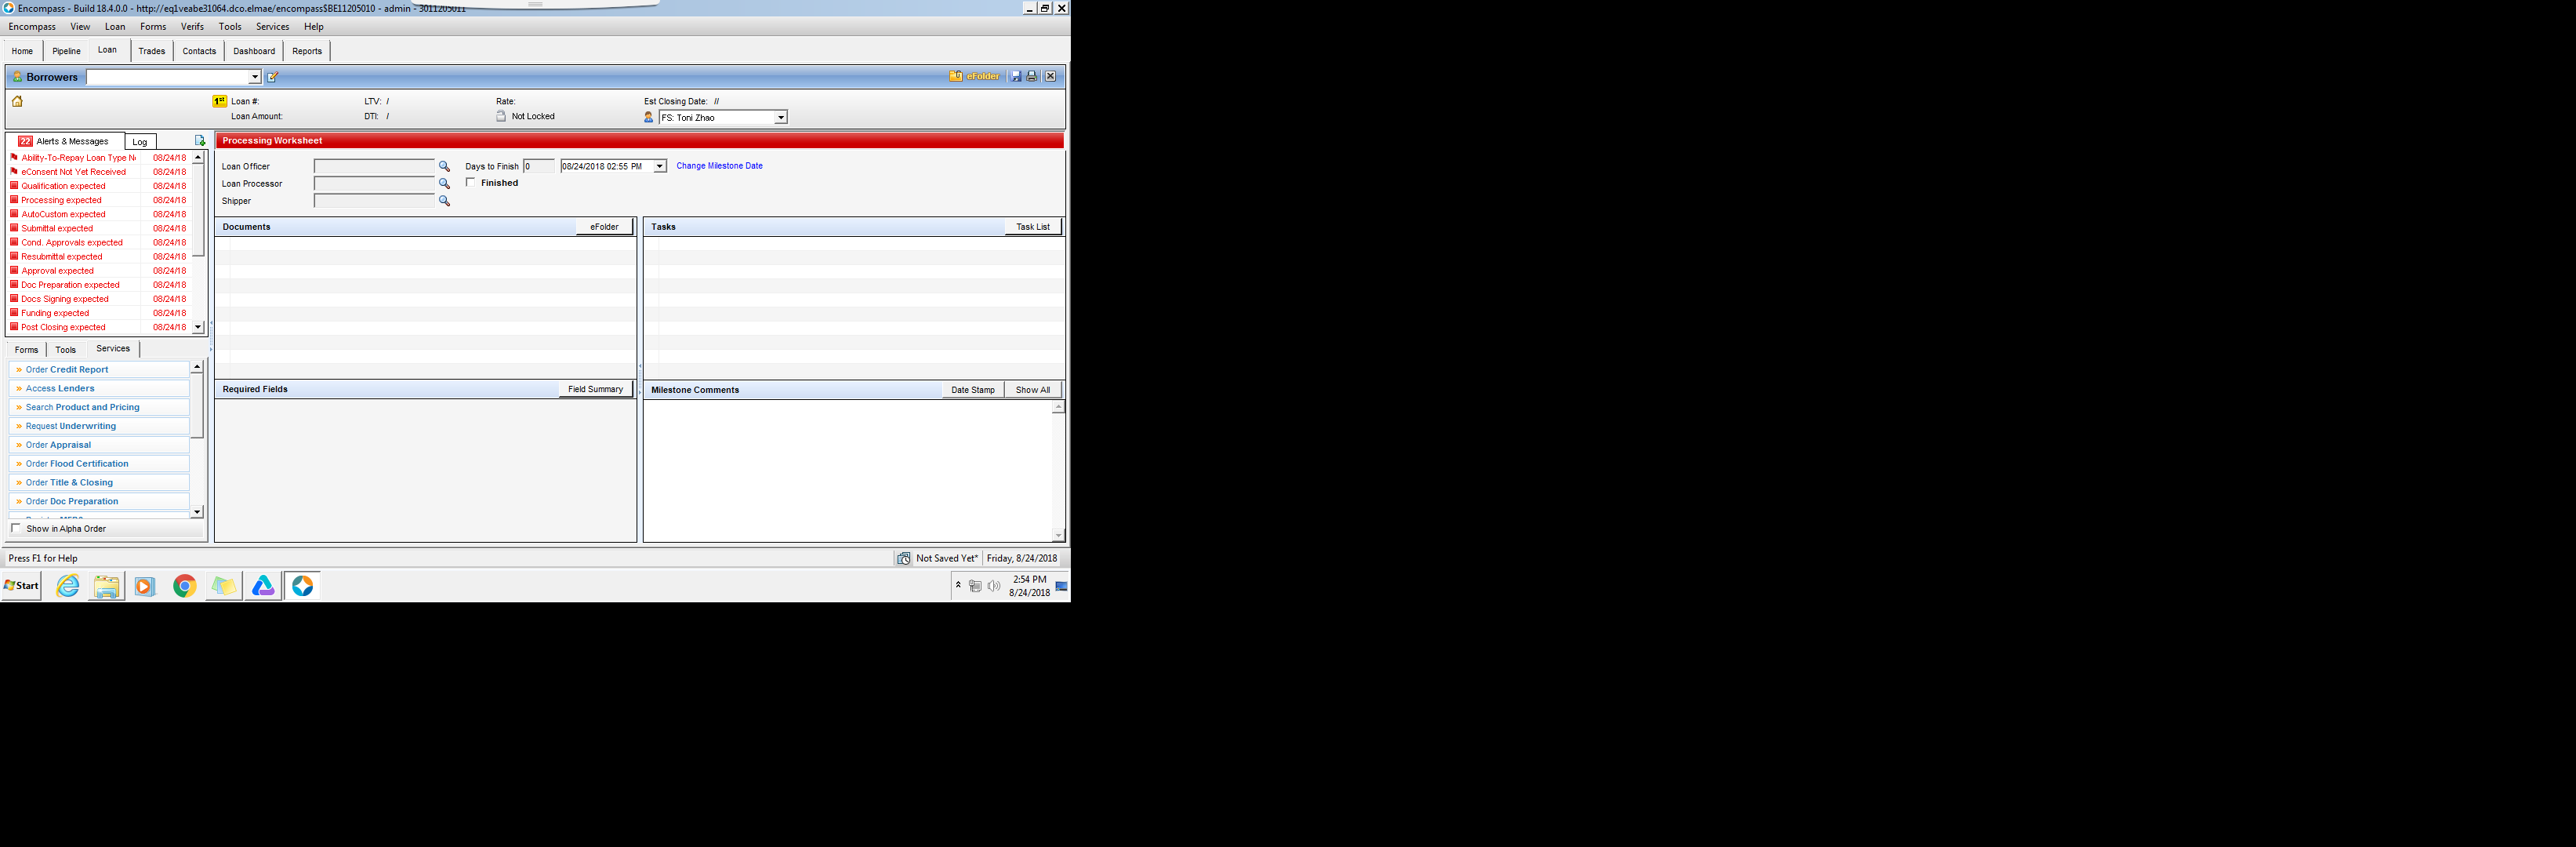 Encompass - Build 18.4.0.0 - http://eq1veabe31064.dco.elmae/encompass$BE11205010 - admin - 3011205011
Encompass View Loan Forms Verifs Tools Services Help
Home Pipeline Loan Trades Contacts Dashboard Reports
Borrowers eFolder
1st Loan #: LTV: / Rate: Est Closing Date: //
Loan Amount: DTI: / Not Locked FS: Toni Zhao
22 Alerts & Messages Log
Ability-To-Repay Loan Type 08/24/18
eConsent Not Yet Received 08/24/18
Qualification expected 08/24/18
Processing expected 08/24/18
AutoCustom expected 08/24/18
Submittal expected 08/24/18
Cond. Approvals expected 08/24/18
Resubmittal expected 08/24/18
Approval expected 08/24/18
Doc Preparation expected 08/24/18
Docs Signing expected 08/24/18
Funding expected 08/24/18
Post Closing expected 08/24/18
Forms Tools Services
» Order Credit Report
» Access Lenders
» Search Product and Pricing
» Request Underwriting
» Order Appraisal
» Order Flood Certification
» Order Title & Closing
» Order Doc Preparation
Show in Alpha Order
Processing Worksheet
Loan Officer Days to Finish 0 08/24/2018 02:55 PM Change Milestone Date
Loan Processor Finished
Shipper
Documents eFolder
Tasks Task List
Required Fields Field Summary
Milestone Comments Date Stamp Show All
Press F1 for Help Not Saved Yet* Friday, 8/24/2018
Start 2:54 PM
8/24/2018